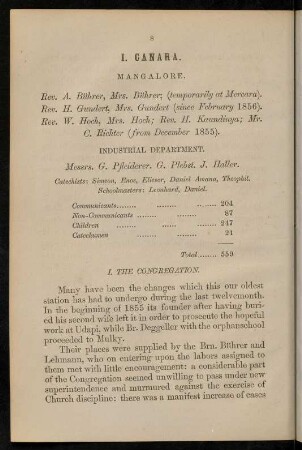 I. CANARA.
MANGALORE.
Rev. A. Bührer, Mrs. Bührer; (temporarily at Mercara).
Rev. H. Gundert, Mrs. Gundert (since February 1856).
Rev. W. Hoch, Mrs. Hoch; Rev. H. Kaundinya; Mr.
C. Richter (from December 1855).
INDUSTRIAL DEPARTMENT.
Messrs. G. Pfleiderer. G. Plebst. J. Haller.
Catechists: Simeon, Enos, Elieser, Daniel Amana, Theophil.
Schoolmasters: Leonhard, Daniel.
Communicants........ .. ..... 204
Non-Communicants ...... ........ 87
Children ...... ........ ........ 247
Catechumen ........ ........ 21
Total ...... 559
I. THE CONGREGATION.
Many have been the changes which this our oldest
station has had to undergo during the last twelvemonth.
In the beginning of 1855 its founder after having buried
his second wife left it in order to prosecute the hopeful
work at Udapi, while Br. Deggeller with the orphanschool
proceeded to Mulky.
Their places were supplied by the Brn. Bührer and
Lehmann, who on entering upon the labors assigned to
them met with little encouragement: a considerable part
of the Congregation seemed unwilling to pass under new
superintendence and murmured against the exercise of
Church discipline: there was a manifest increase of cases